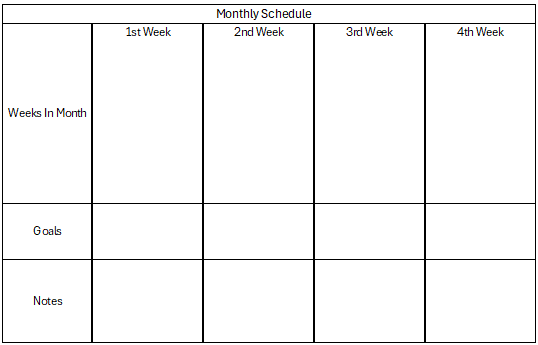 Monthly Schedule
1st Week
2nd Week
3rd Week
4th Week
Weeks In Month
Goals
Notes